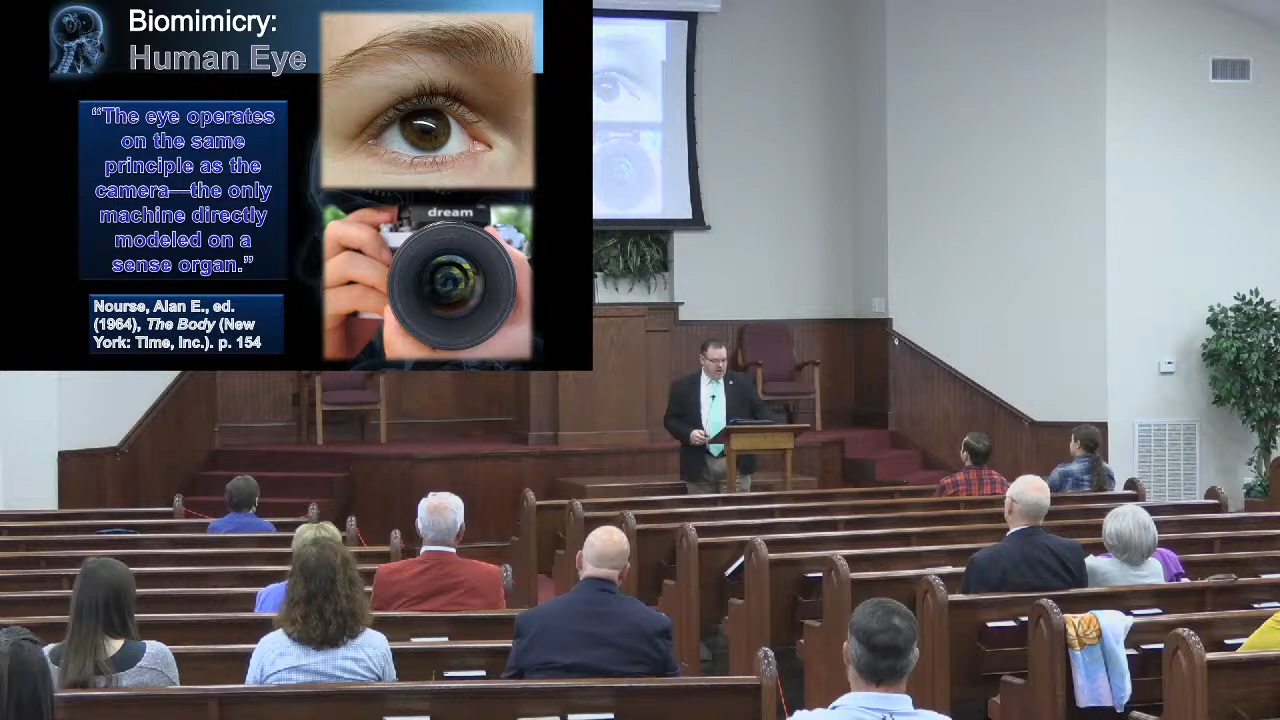 Biomimicry:
Human Eye
“The eye operates
on the same
principle as the
camera—the only
machine directly
modeled on a
sense organ.”
dream
Nourse, Alan E., ed.
(1964), The Body (New
York: Time, Inc.). p. 154